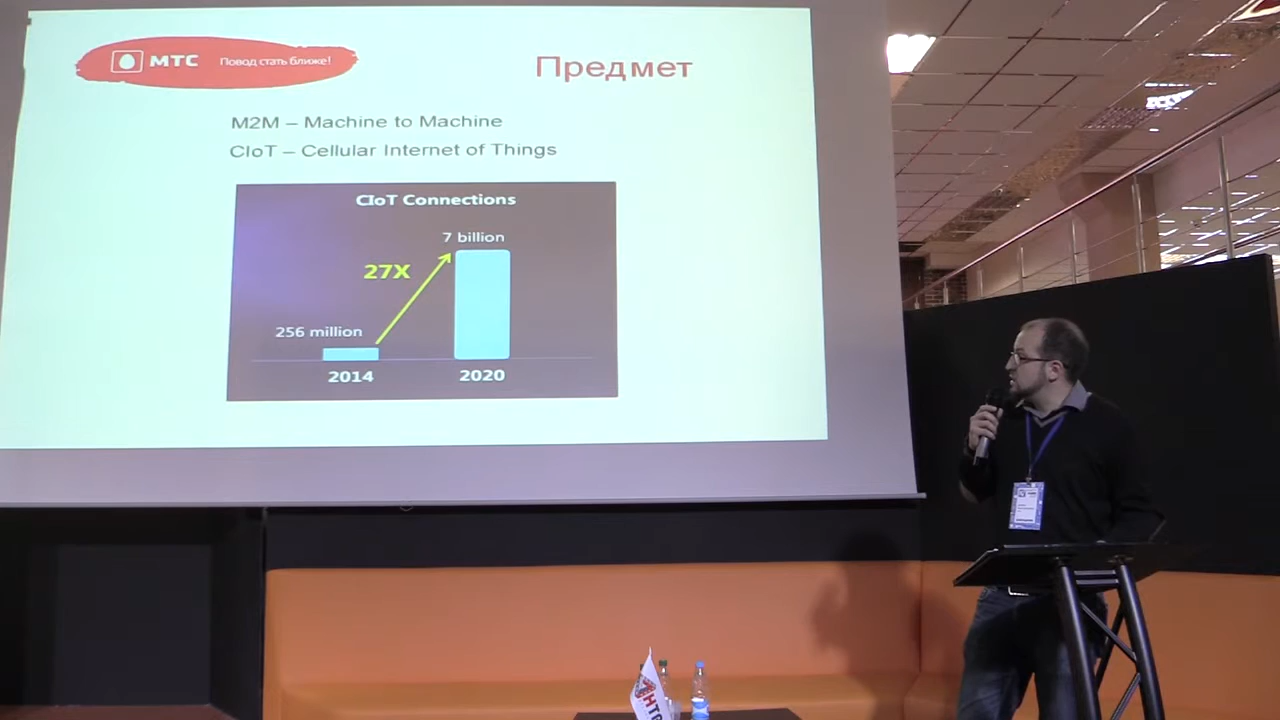 МТС Повод стать ближе!
Предмет
M2M – Machine to Machine
CIoT – Cellular Internet of Things
CIoT Connections
7 billion
27X
256 million
2014 2020